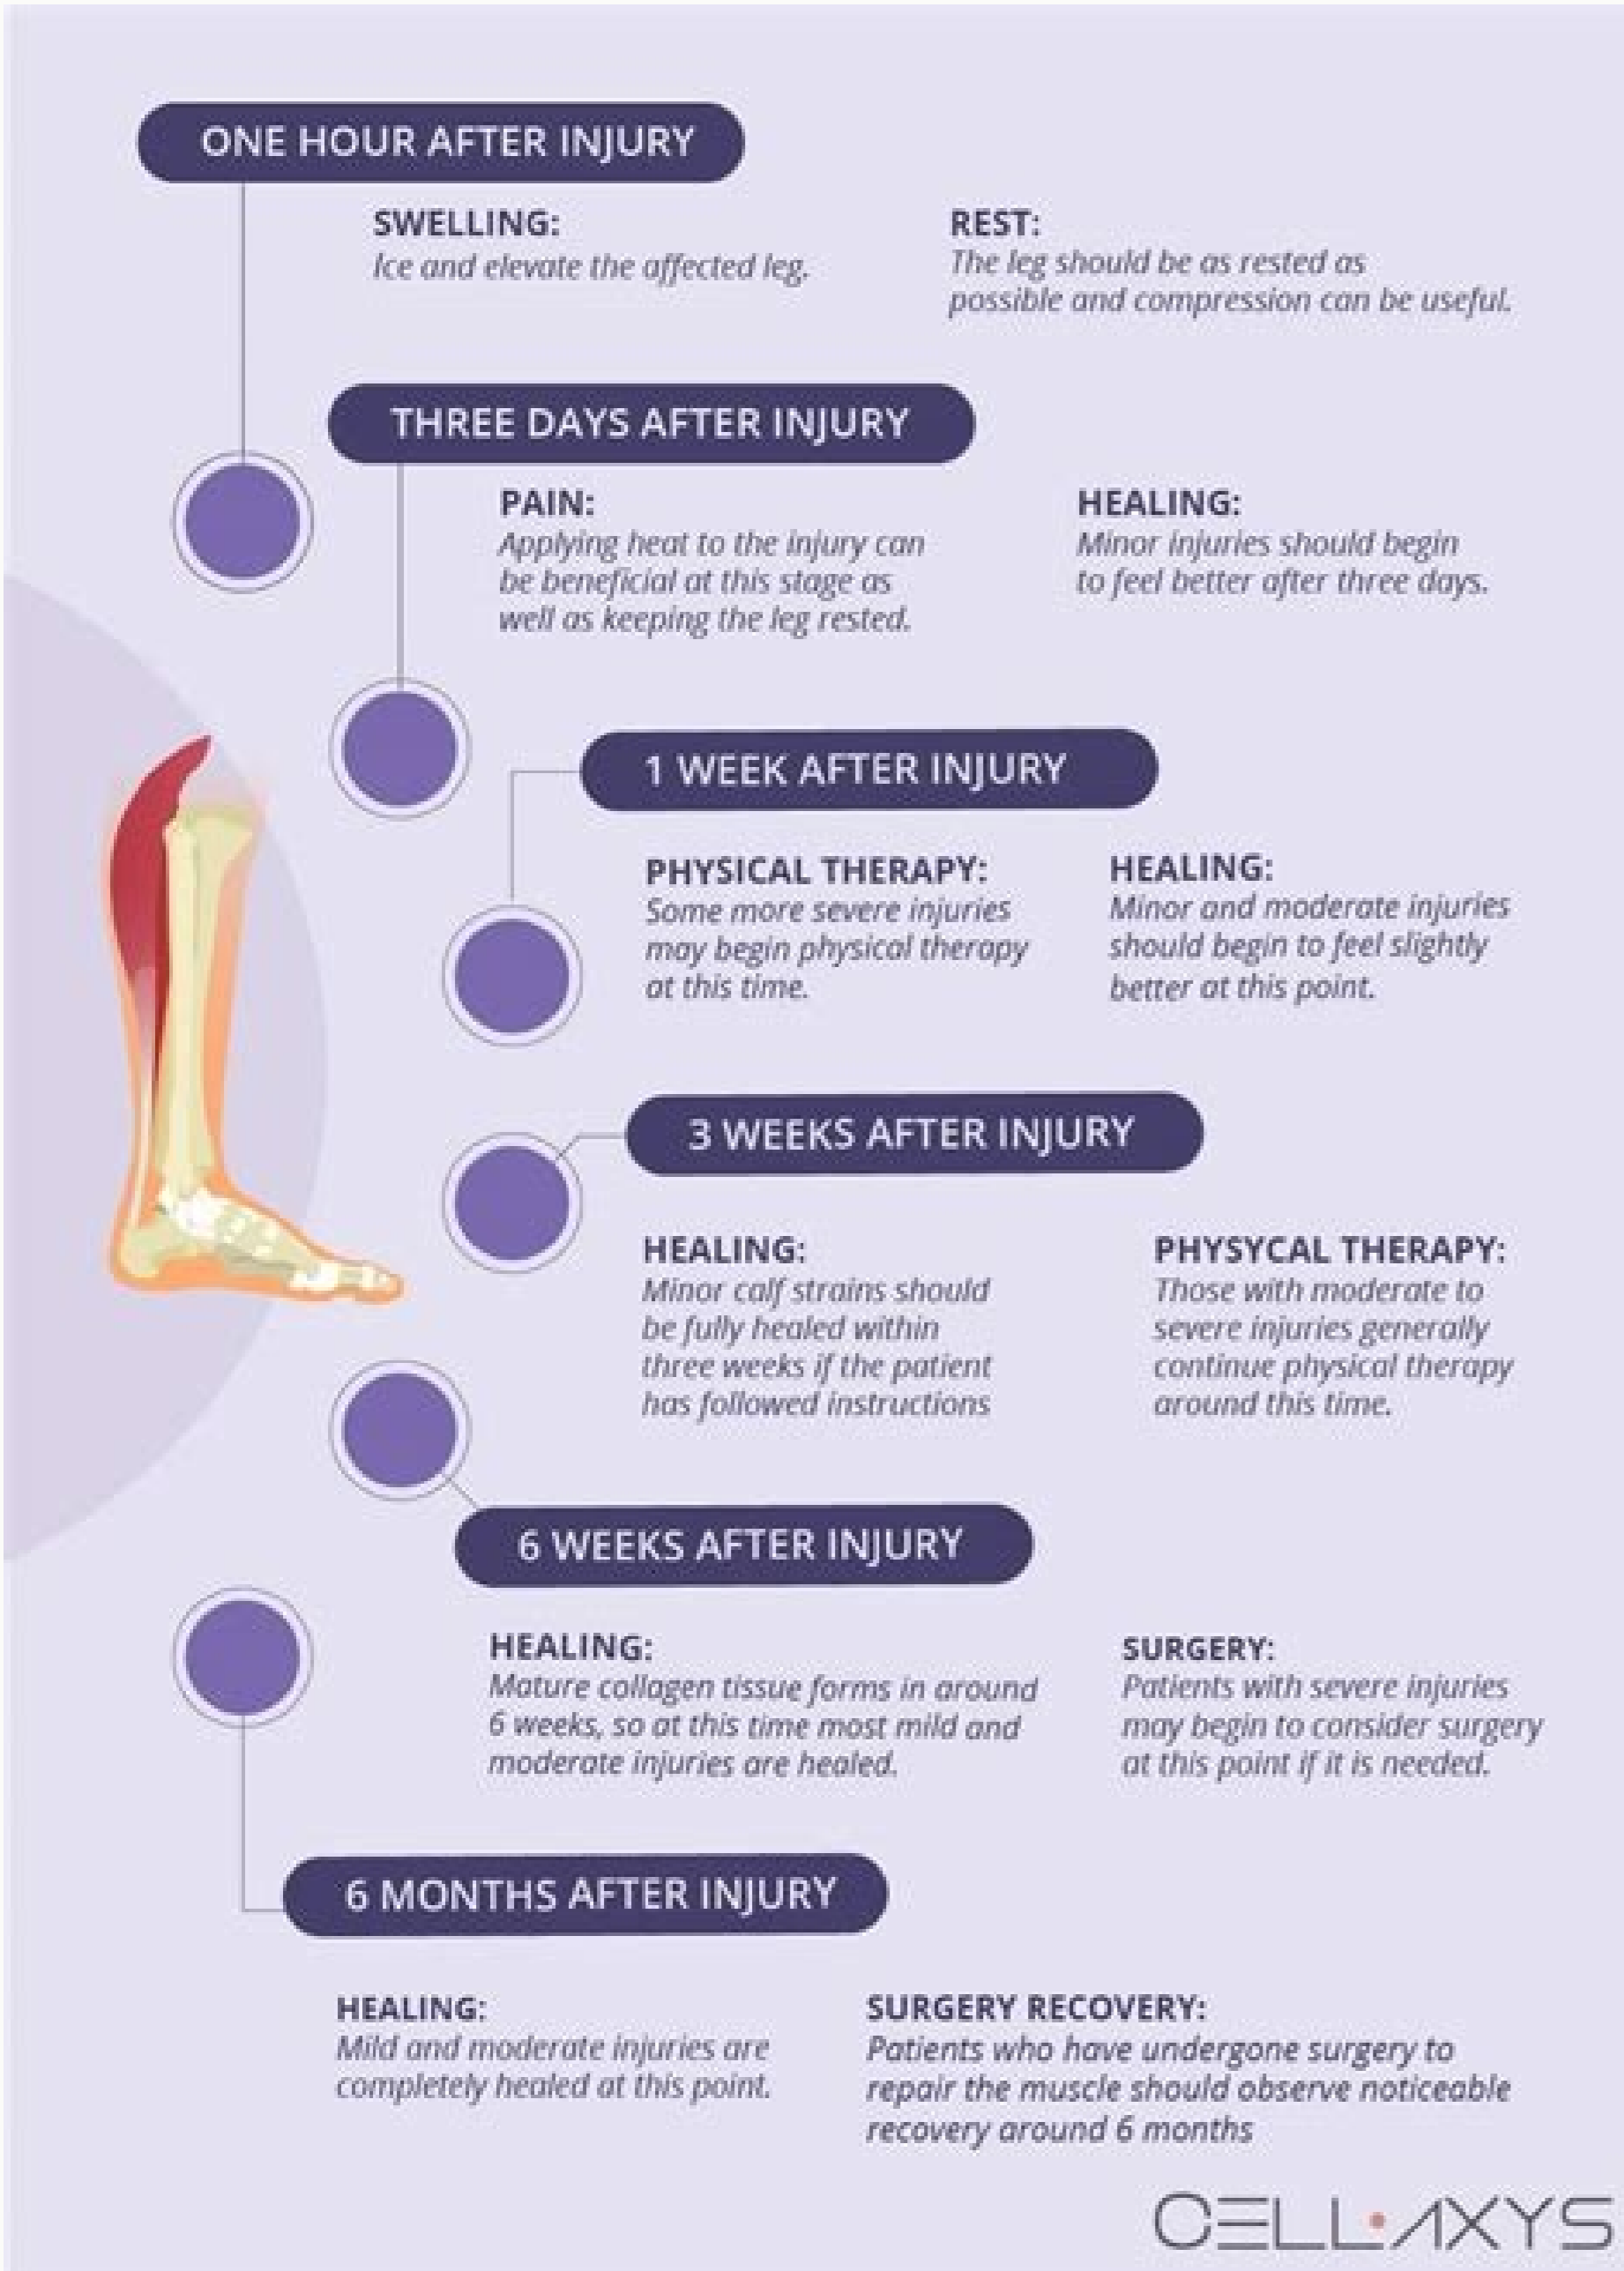 ONE HOUR AFTER INJURY
SWELLING:
Ice and elevate the affected leg.
REST:
The leg should be as rested as
possible and compression can be useful.
THREE DAYS AFTER INJURY
PAIN:
Applying heat to the injury can
be beneficial at this stage as
well as keeping the leg rested.
HEALING:
Minor injuries should begin
to feel better after three days.
1 WEEK AFTER INJURY
PHYSICAL THERAPY:
Some more severe injuries
may begin physical therapy
at this time.
HEALING:
Minor and moderate injuries
should begin to feel slightly
better at this point.
3 WEEKS AFTER INJURY
HEALING:
Minor calf strains should
be fully healed within
three weeks if the patient
has followed instructions
PHYSYCAL THERAPY:
Those with moderate to
severe injuries generally
continue physical therapy
around this time.
6 WEEKS AFTER INJURY
HEALING:
Mature collagen tissue forms in around
6 weeks, so at this time most mild and
moderate injuries are healed.
SURGERY:
Patients with severe injuries
may begin to consider surgery
at this point if it is needed.
6 MONTHS AFTER INJURY
HEALING:
Mild and moderate injuries are
completely healed at this point.
SURGERY RECOVERY:
Patients who have undergone surgery to
repair the muscle should observe noticeable
recovery around 6 months
CELL•AXYS